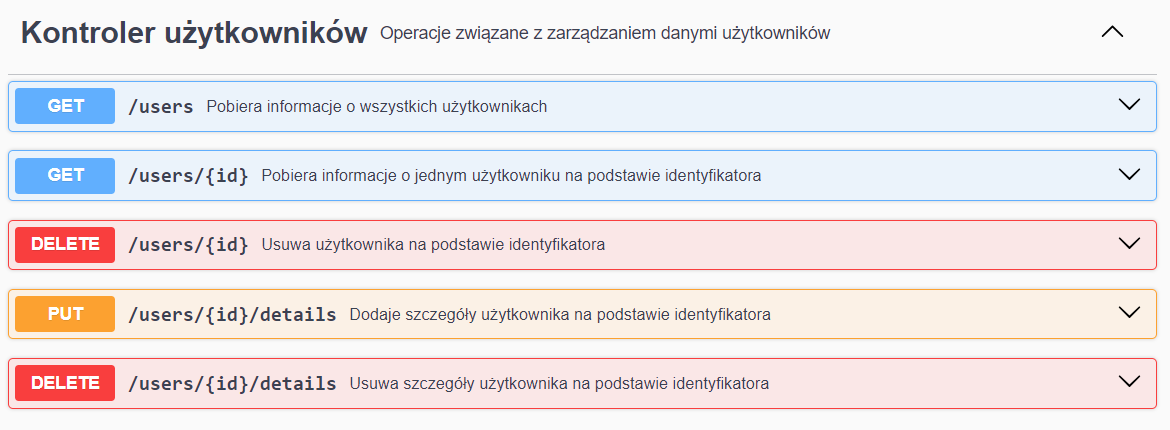 Kontroler użytkowników Operacje związane z zarządzaniem danymi użytkowników
GET /users Pobiera informacje o wszystkich użytkownikach
GET /users/{id} Pobiera informacje o jednym użytkowniku na podstawie identyfikatora
DELETE /users/{id} Usuwa użytkownika na podstawie identyfikatora
PUT /users/{id}/details Dodaje szczegóły użytkownika na podstawie identyfikatora
DELETE /users/{id}/details Usuwa szczegóły użytkownika na podstawie identyfikatora